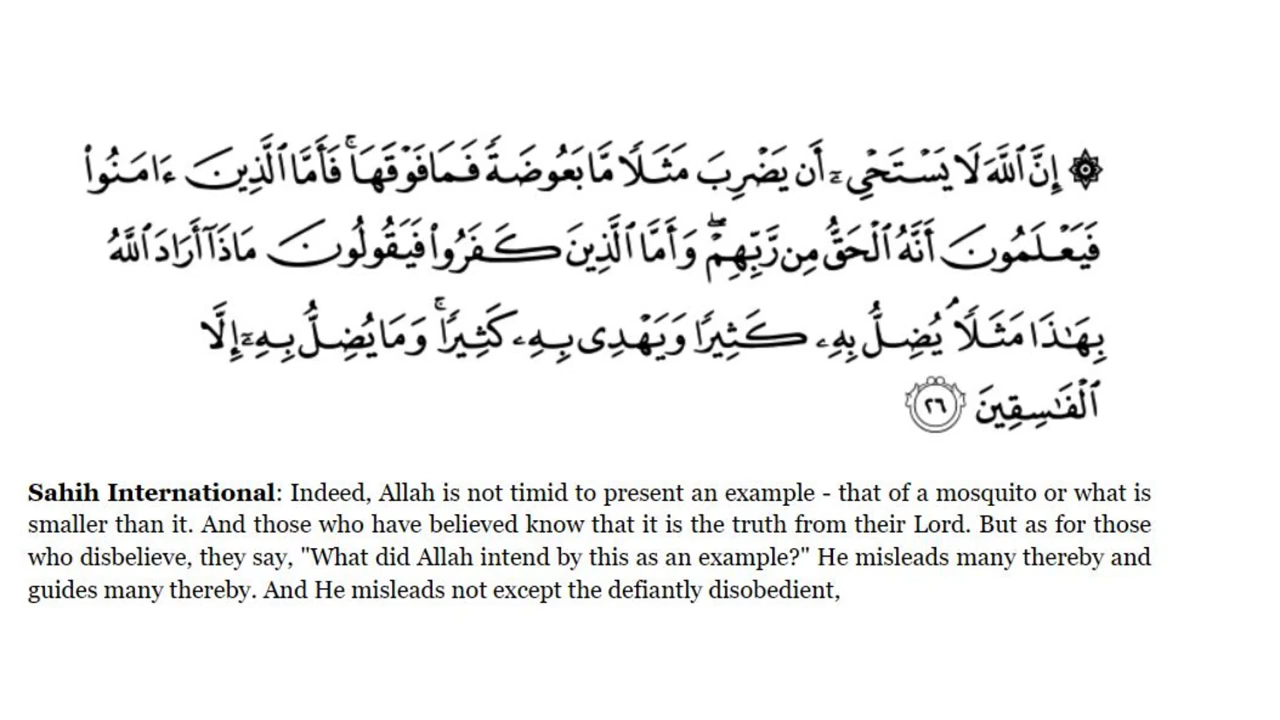 ۞ إِنَّ ٱللَّهَ لَا يَسْتَحْىِۦٓ أَن يَضْرِبَ مَثَلًا مَّا بَعُوضَةً فَمَا فَوْقَهَا ۚ فَأَمَّا ٱلَّذِينَ ءَامَنُوا۟
فَيَعْلَمُونَ أَنَّهُ ٱلْحَقُّ مِن رَّبِّهِمْ ۖ وَأَمَّا ٱلَّذِينَ كَفَرُوا۟ فَيَقُولُونَ مَاذَآ أَرَادَ ٱللَّهُ
بِهَـٰذَا مَثَلًا ۘ يُضِلُّ بِهِۦ كَثِيرًا وَيَهْدِى بِهِۦ كَثِيرًا ۚ وَمَا يُضِلُّ بِهِۦٓ إِلَّا
ٱلْفَـٰسِقِينَ ٢٦
Sahih International: Indeed, Allah is not timid to present an example - that of a mosquito or what is
smaller than it. And those who have believed know that it is the truth from their Lord. But as for those
who disbelieve, they say, "What did Allah intend by this as an example?" He misleads many thereby and
guides many thereby. And He misleads not except the defiantly disobedient,